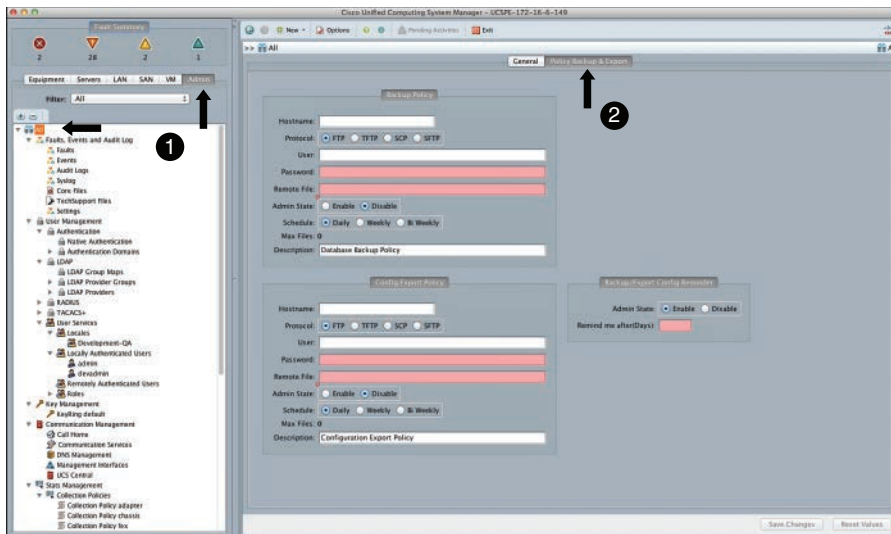 Cisco Unified Computing System Manager - UCSPE-172-16-6-149
Fault Summary
2
28
2
1
Equipment Servers LAN SAN VM Admin
Filter: All
All
Faults, Events and Audit Log
Faults
Events
Audit Logs
Syslog
Core Files
TechSupport Files
Settings
User Management
Authentication
Native Authentication
Authentication Domains
LDAP
LDAP Group Maps
LDAP Provider Groups
LDAP Providers
RADIUS
TACACS+
User Services
Locales
Development-QA
Locally Authenticated Users
admin
devadmin
Remotely Authenticated Users
Roles
Key Management
KeyRing default
Communication Management
Call Home
Communication Services
DNS Management
Management Interfaces
UCS Central
Stats Management
Collection Policies
Collection Policy adapter
Collection Policy chassis
Collection Policy fex
1
New Options Pending Activities Exit
>> All
General Policy Backup & Export
2
Backup Policy
Hostname:
Protocol: FTP TFTP SCP SFTP
User:
Password:
Remote File:
Admin State: Enable Disable
Schedule: Daily Weekly Bi Weekly
Max Files: 0
Description: Database Backup Policy
Config Export Policy
Hostname:
Protocol: FTP TFTP SCP SFTP
User:
Password:
Remote File:
Admin State: Enable Disable
Schedule: Daily Weekly Bi Weekly
Max Files: 0
Description: Configuration Export Policy
Backup/Export Config Reminder
Admin State: Enable Disable
Remind me after(Days):
Save Changes Reset Values